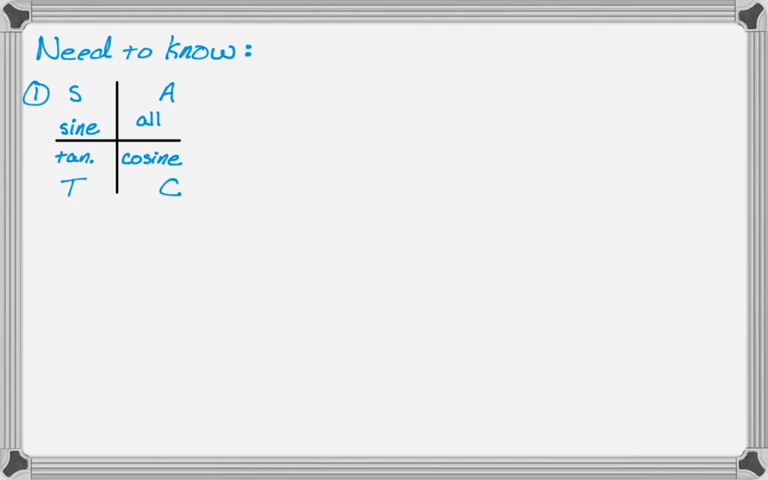 Need to know:
① S A
sine all
tan. cosine
T C